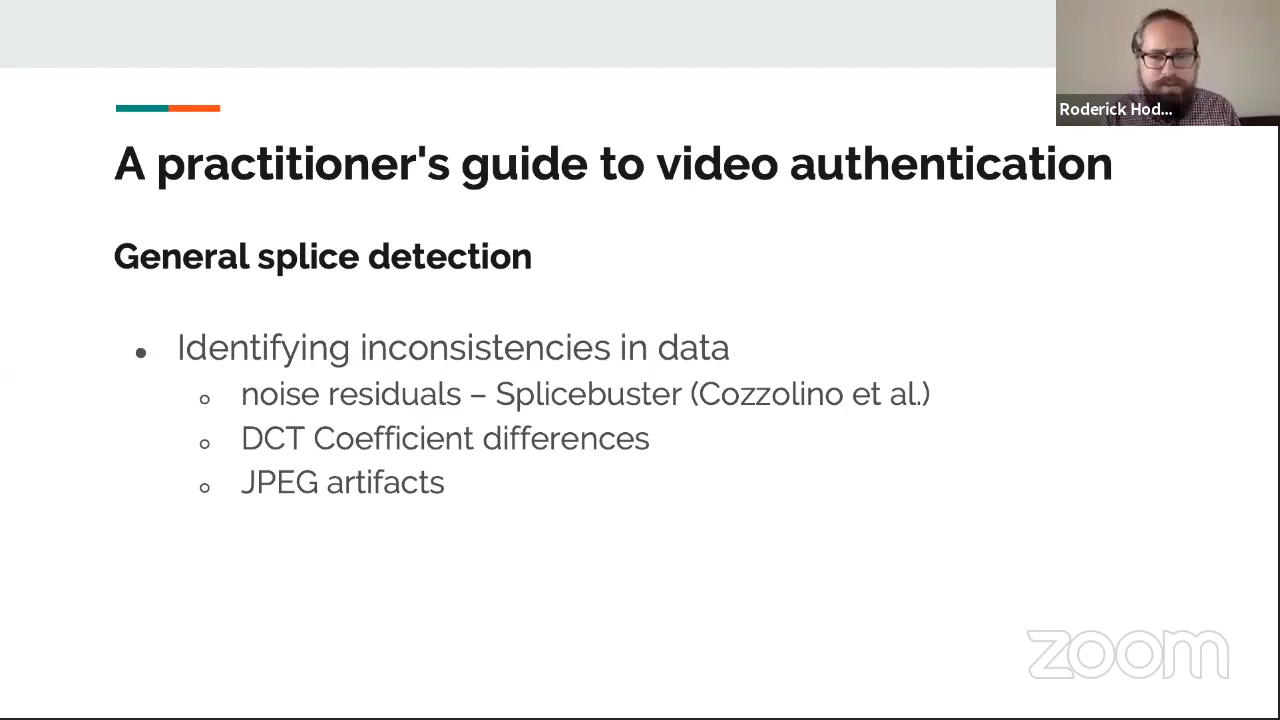 Roderick Hod...
A practitioner's guide to video authentication
General splice detection
• Identifying inconsistencies in data
○ noise residuals – Splicebuster (Cozzolino et al.)
○ DCT Coefficient differences
○ JPEG artifacts
zoom